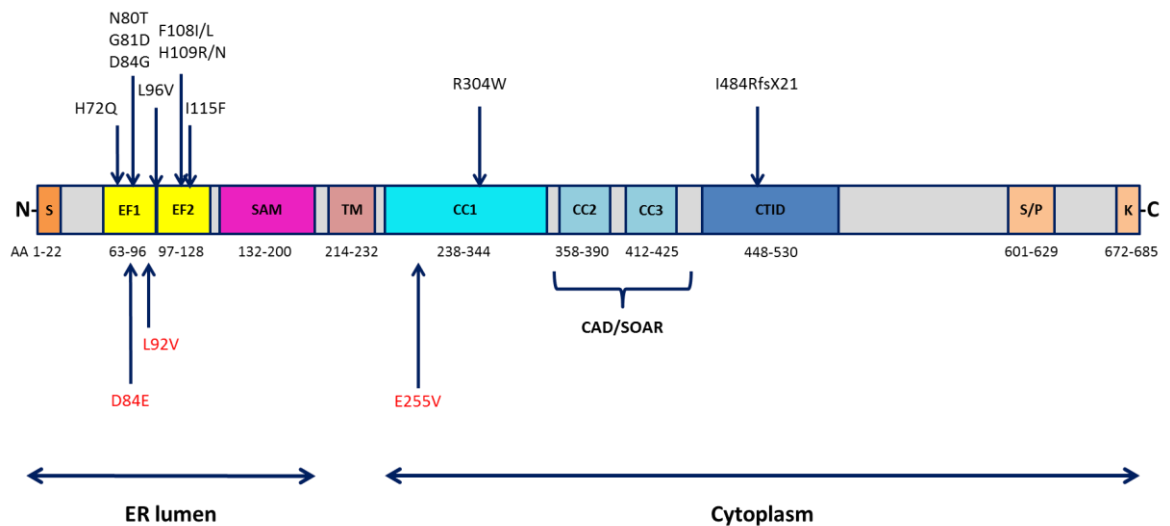 N80T
G81D
D84G
F108I/L
H109R/N
L96V
H72Q
I115F
R304W
I484RfsX21
N- S EF1 EF2 SAM TM CC1 CC2 CC3 CTID S/P K -C
AA 1-22 63-96 97-128 132-200 214-232 238-344 358-390 412-425 448-530 601-629 672-685
CAD/SOAR
L92V
D84E
E255V
ER lumen Cytoplasm